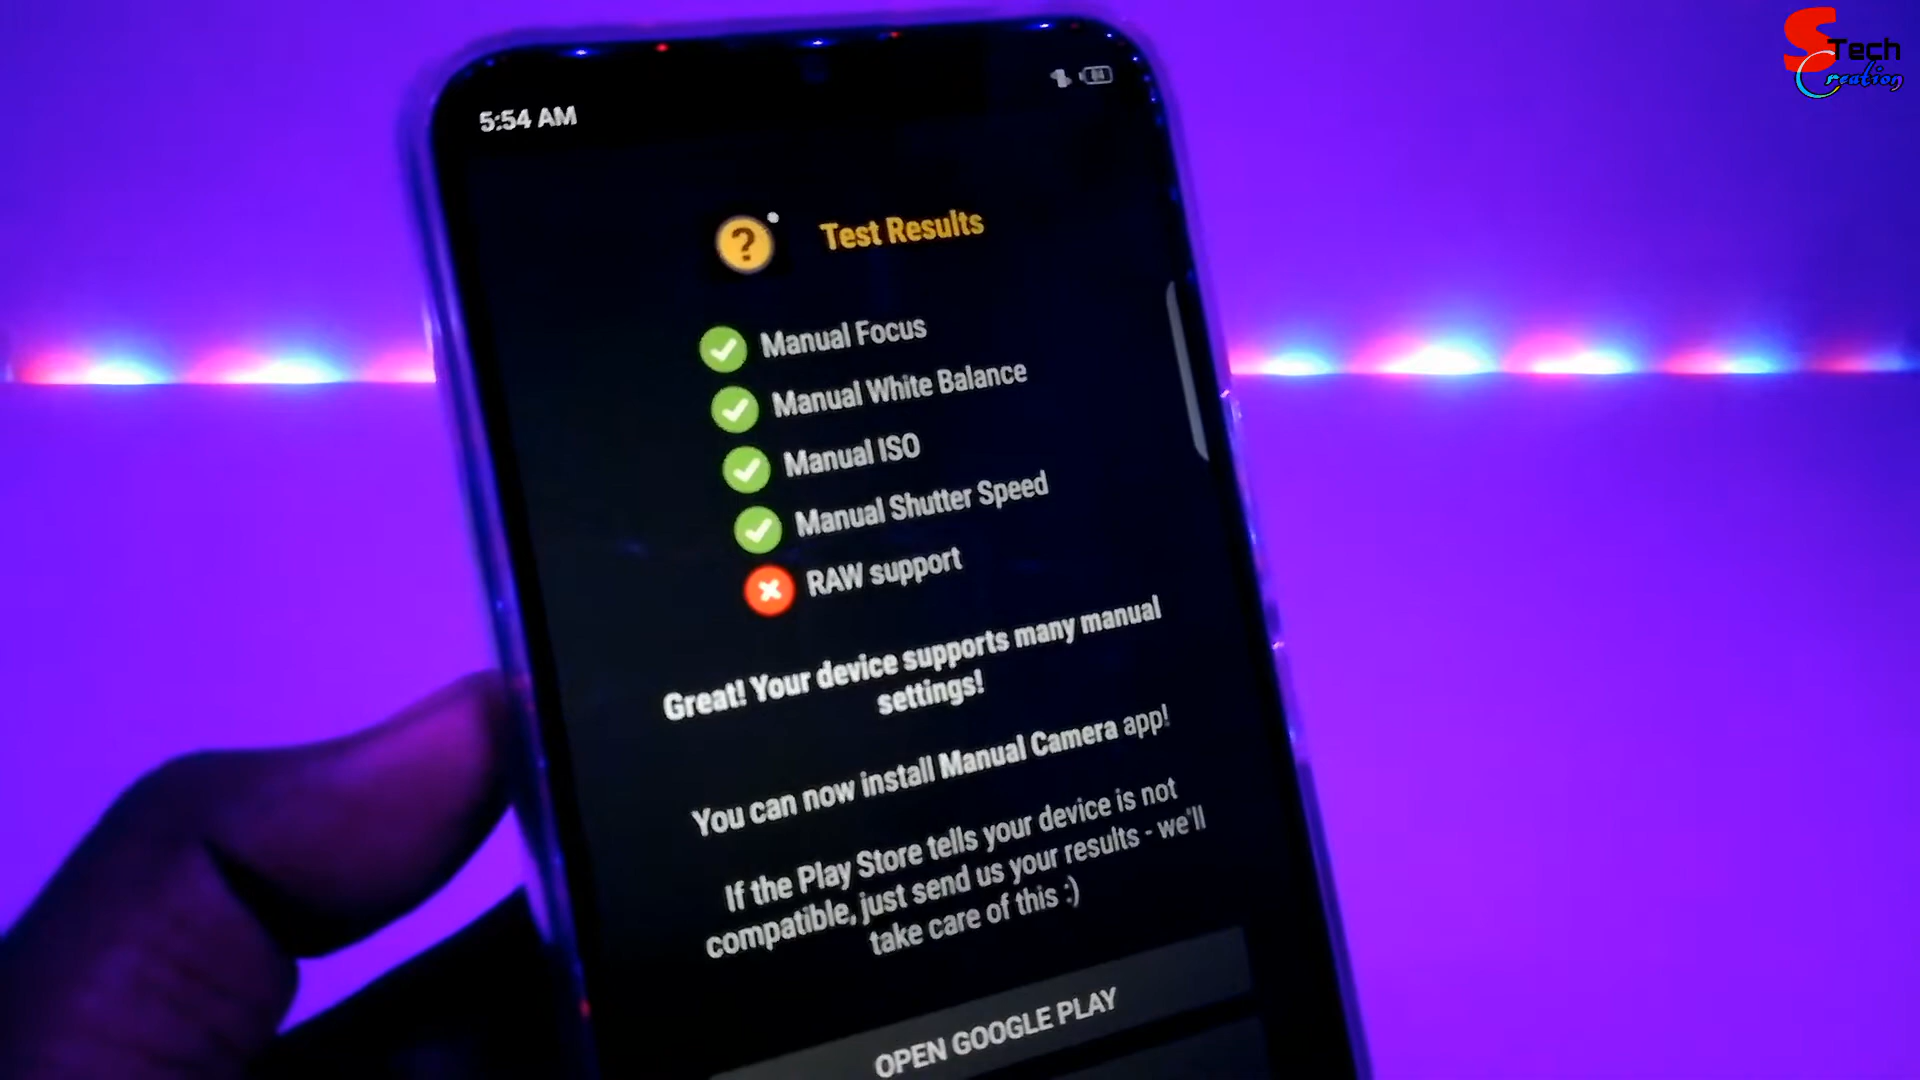 S Tech
Creation
5:54 AM
84
Test Results
Manual Focus
Manual White Balance
Manual ISO
Manual Shutter Speed
RAW support
Great! Your device supports many manual
settings!
You can now install Manual Camera app!
If the Play Store tells your device is not
compatible, just send us your results - we'll
take care of this :)
OPEN GOOGLE PLAY